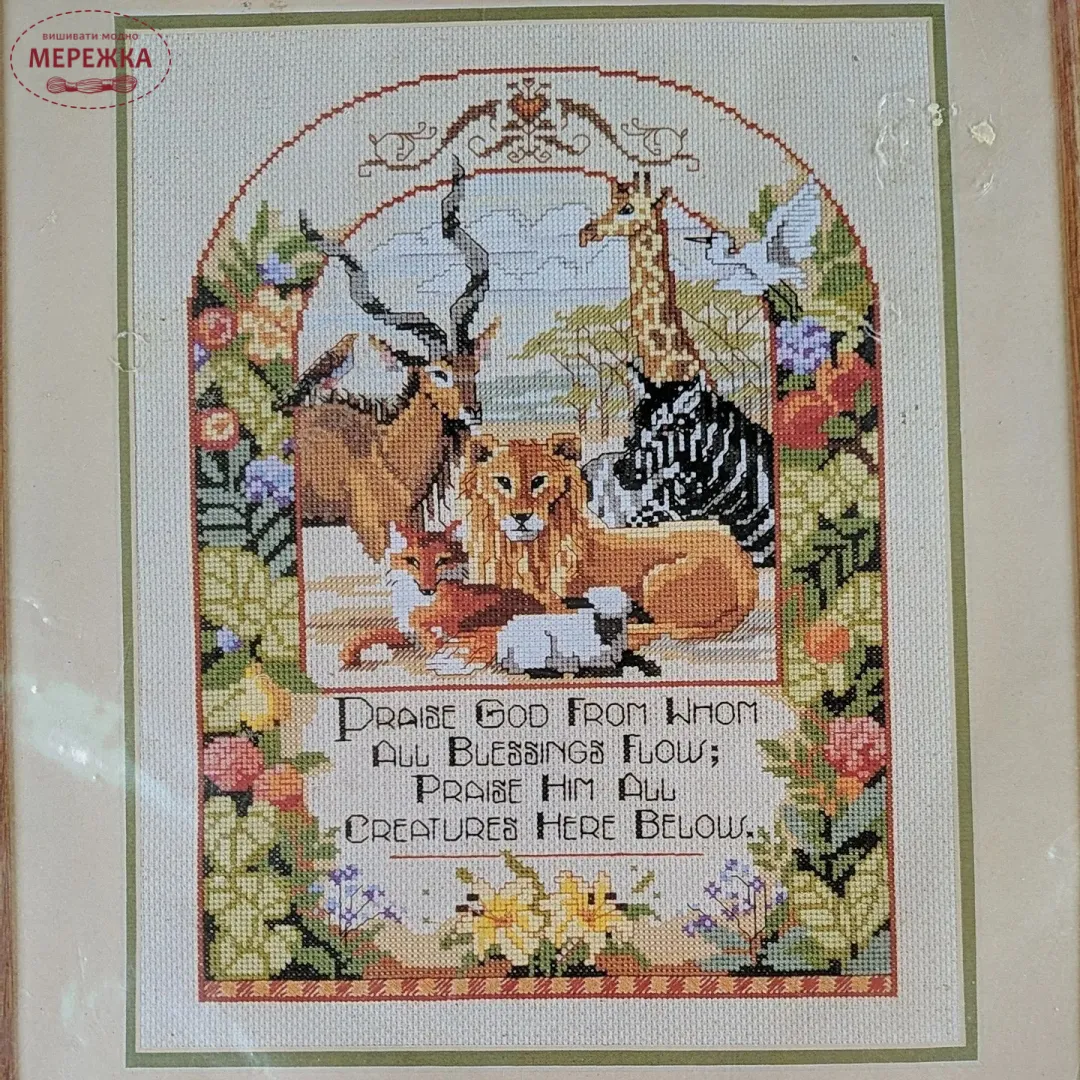 вишивати модно
МЕРЕЖКА
PRAISE GOD FROM WHOM
ALL BLESSINGS FLOW;
PRAISE HIM ALL
CREATURES HERE BELOW.